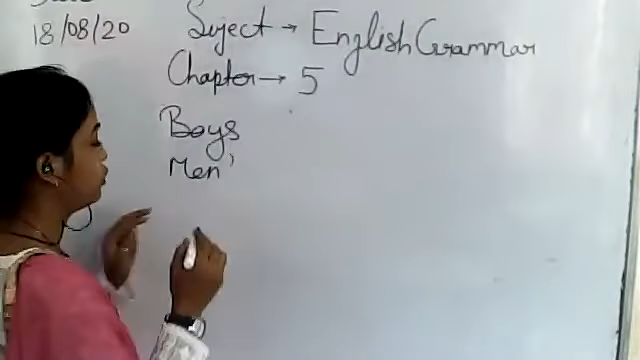 18/08/20
Suject → English Grammar
Chapter → 5
Boys
Men'